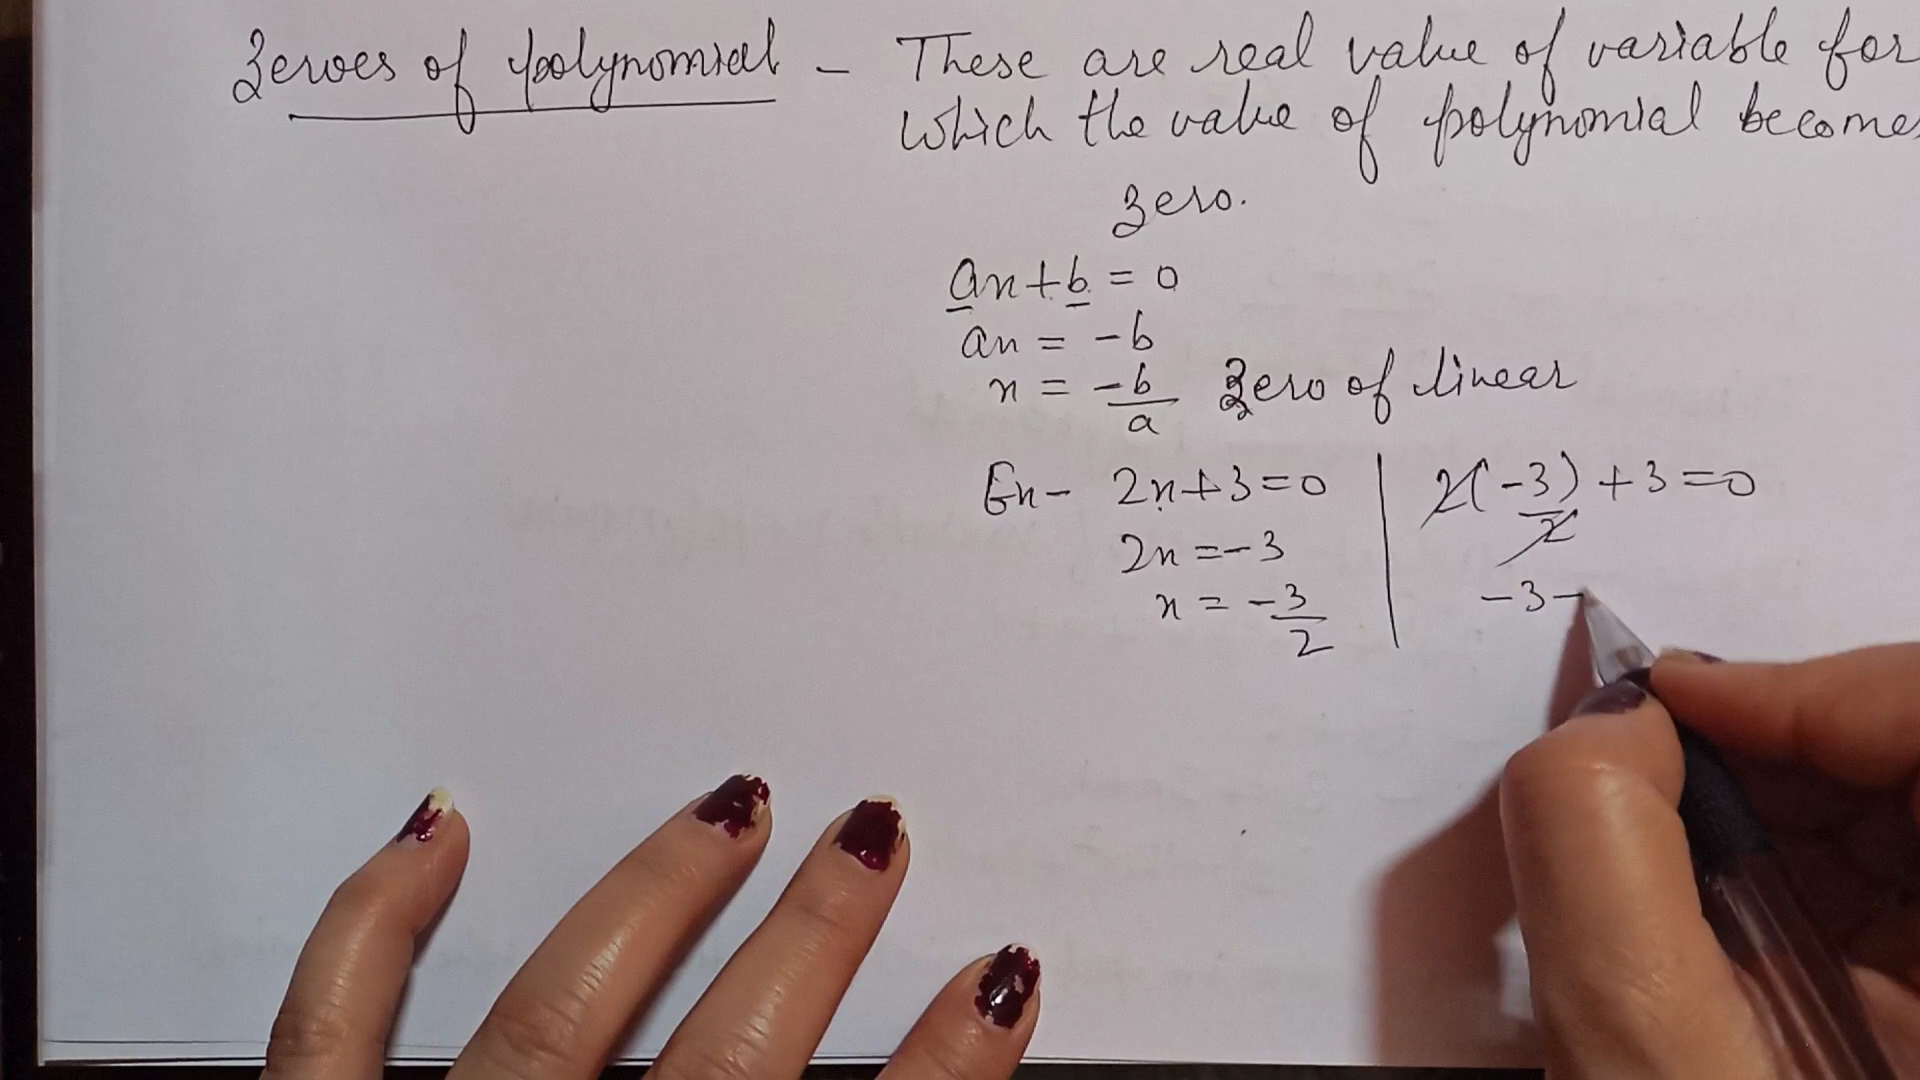 Zeroes of polynomial - These are real value of variable for
which the value of polynomial becomes
zero.
ax+b = 0
ax = -b
x = -b/a Zero of linear
Ex- 2x+3=0 | 2(-3/2)+3=0
2x=-3
x = -3/2 | -3-